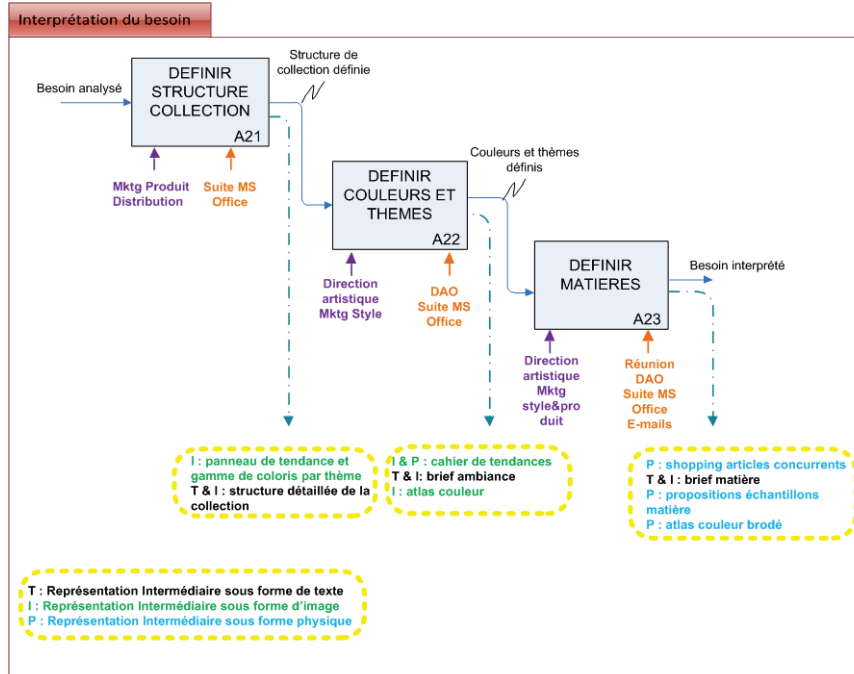 Interprétation du besoin
Besoin analysé
DEFINIR
STRUCTURE
COLLECTION
A21
Structure de
collection définie
Mktg Produit
Distribution
Suite MS
Office
DEFINIR
COULEURS ET
THEMES
A22
Couleurs et thèmes
définis
Direction
artistique
Mktg Style
DAO
Suite MS
Office
DEFINIR
MATIERES
A23
Besoin interprété
Direction
artistique
Mktg
style&pro
duit
Réunion
DAO
Suite MS
Office
E-mails
I : panneau de tendance et
gamme de coloris par thème
T & I : structure détaillée de la
collection
I & P : cahier de tendances
T & I: brief ambiance
I : atlas couleur
P : shopping articles concurrents
T & I : brief matière
P : propositions échantillons
matière
P : atlas couleur brodé
T : Représentation Intermédiaire sous forme de texte
I : Représentation Intermédiaire sous forme d'image
P : Représentation Intermédiaire sous forme physique